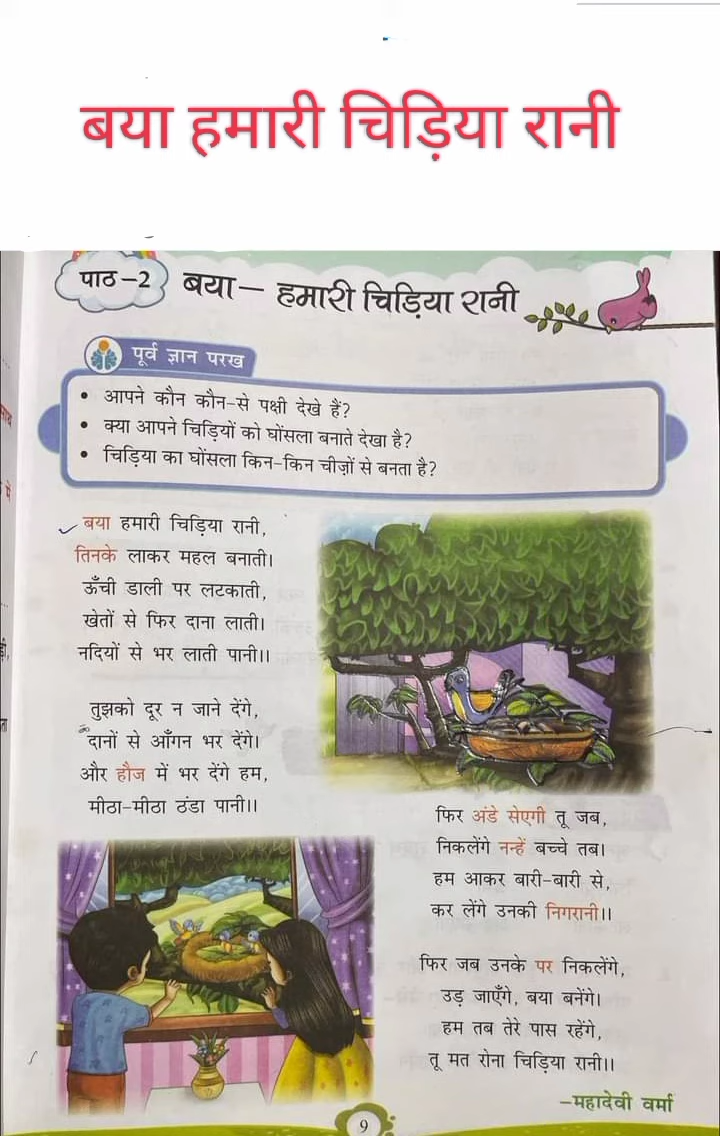 बया हमारी चिड़िया रानी
पाठ-2
बया- हमारी चिड़िया रानी
पूर्व ज्ञान परख
• आपने कौन कौन-से पक्षी देखे हैं?
• क्या आपने चिड़ियों को घोंसला बनाते देखा है?
• चिड़िया का घोंसला किन-किन चीज़ों से बनता है?
बया हमारी चिड़िया रानी,
तिनके लाकर महल बनाती।
ऊँची डाली पर लटकाती,
खेतों से फिर दाना लाती।
नदियों से भर लाती पानी।।
तुझको दूर न जाने देंगे,
दानों से आँगन भर देंगे।
और हौज में भर देंगे हम,
मीठा-मीठा ठंडा पानी।।
फिर अंडे सेएगी तू जब,
निकलेंगे नन्हें बच्चे तब।
हम आकर बारी-बारी से,
कर लेंगे उनकी निगरानी।।
फिर जब उनके पर निकलेंगे,
उड़ जाएँगे, बया बनेंगे।
हम तब तेरे पास रहेंगे,
तू मत रोना चिड़िया रानी।।
-महादेवी वर्मा
9